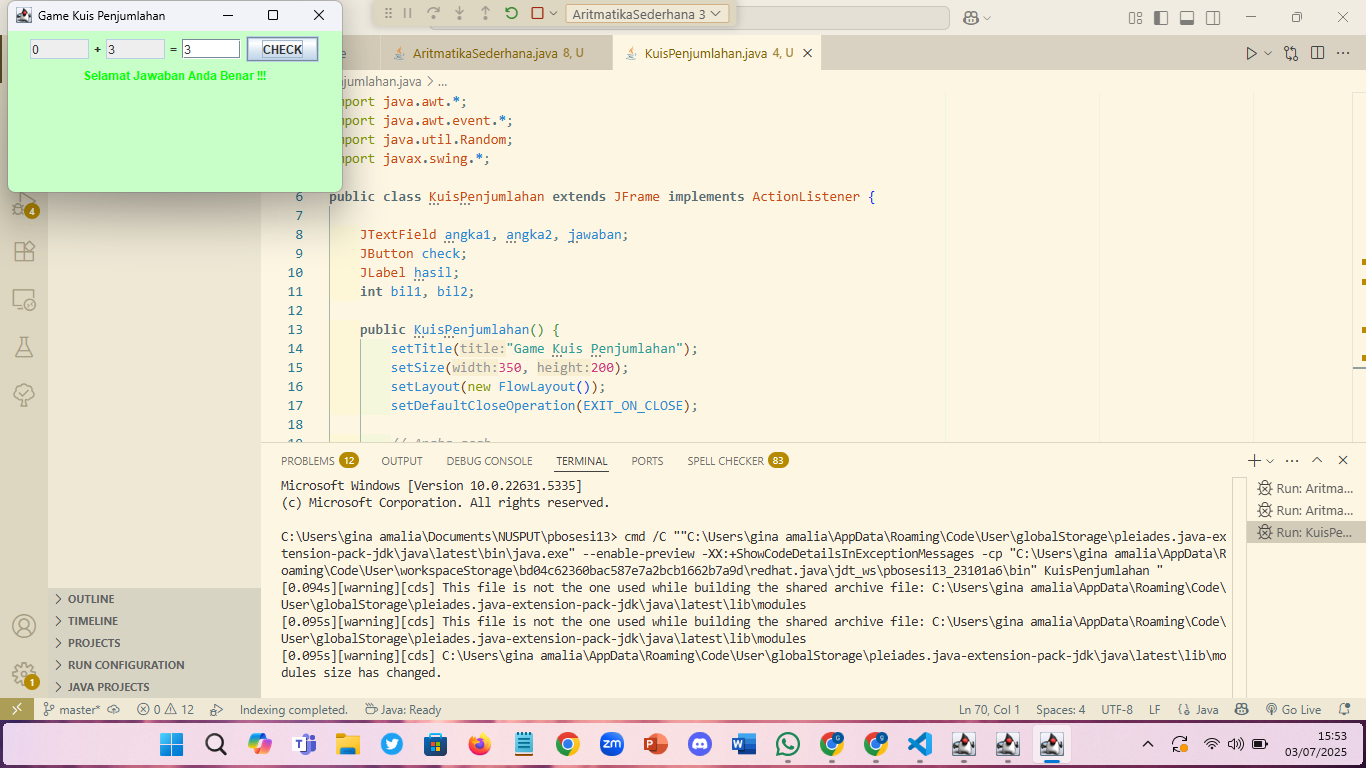 Game Kuis Penjumlahan
0 + 3 = 3 CHECK
Selamat Jawaban Anda Benar !!!
AritmatikaSederhana 3
AritmatikaSederhana.java 8, U
KuisPenjumlahan.java 4, U
njumlahan.java > ...
mport java.awt.*;
import java.awt.event.*;
mport java.util.Random;
mport javax.swing.*;
6 public class KuisPenjumlahan extends JFrame implements ActionListener {
7
8 JTextField angka1, angka2, jawaban;
9 JButton check;
10 JLabel hasil;
11 int bil1, bil2;
12
13 public KuisPenjumlahan() {
14 setTitle(title:"Game Kuis Penjumlahan");
15 setSize(width:350, height:200);
16 setLayout(new FlowLayout());
17 setDefaultCloseOperation(EXIT_ON_CLOSE);
18
4
PROBLEMS 12 OUTPUT DEBUG CONSOLE TERMINAL PORTS SPELL CHECKER 83
Microsoft Windows [Version 10.0.22631.5335]
(c) Microsoft Corporation. All rights reserved.
C:\Users\gina amalia\Documents\NUSPUT\pbosesi13> cmd /C ""C:\Users\gina amalia\AppData\Roaming\Code\User\globalStorage\pleiades.java-ex
tension-pack-jdk\java\latest\bin\java.exe" --enable-preview -XX:+ShowCodeDetailsInExceptionMessages -cp "C:\Users\gina amalia\AppData\R
oaming\Code\User\workspaceStorage\bd04c62360bac587e7a2bcb1662b7a9d\redhat.java\jdt_ws\pbosesi13_23101a6\bin" KuisPenjumlahan "
[0.094s][warning][cds] This file is not the one used while building the shared archive file: C:\Users\gina amalia\AppData\Roaming\Code\
User\globalStorage\pleiades.java-extension-pack-jdk\java\latest\lib\modules
[0.095s][warning][cds] This file is not the one used while building the shared archive file: C:\Users\gina amalia\AppData\Roaming\Code\
User\globalStorage\pleiades.java-extension-pack-jdk\java\latest\lib\modules
[0.095s][warning][cds] C:\Users\gina amalia\AppData\Roaming\Code\User\globalStorage\pleiades.java-extension-pack-jdk\java\latest\lib\mo
dules size has changed.
Run: Aritma...
Run: Aritma...
Run: KuisPe...
OUTLINE
TIMELINE
PROJECTS
RUN CONFIGURATION
JAVA PROJECTS
1
master* 0 12 Indexing completed. Java: Ready Ln 70, Col 1 Spaces: 4 UTF-8 LF Java Go Live
15:53
03/07/2025